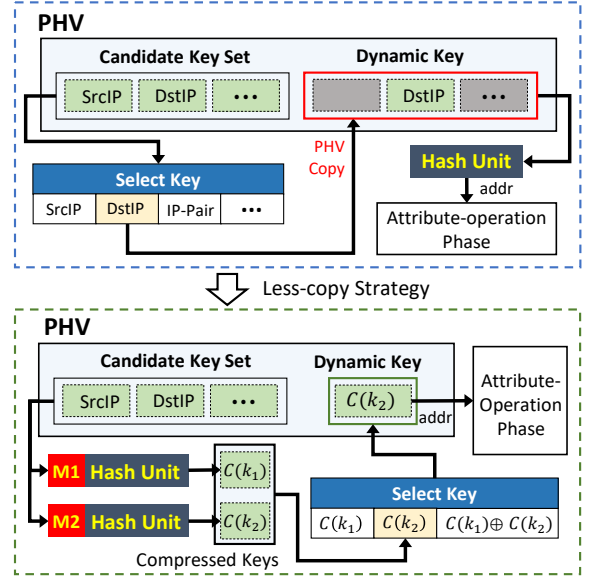 PHV
Candidate Key Set
Dynamic Key
SrcIP
DstIP
•••
DstIP
•••
PHV
Copy
Hash Unit
addr
Attribute-operation
Phase
Select Key
SrcIP
DstIP
IP-Pair
•••
Less-copy Strategy
PHV
Candidate Key Set
Dynamic Key
SrcIP
DstIP
•••
C(k₂)
addr
Attribute-
Operation
Phase
M1 Hash Unit
C(k₁)
M2 Hash Unit
C(k₂)
Compressed Keys
Select Key
C(k₁)
C(k₂)
C(k₁)⊕ C(k₂)